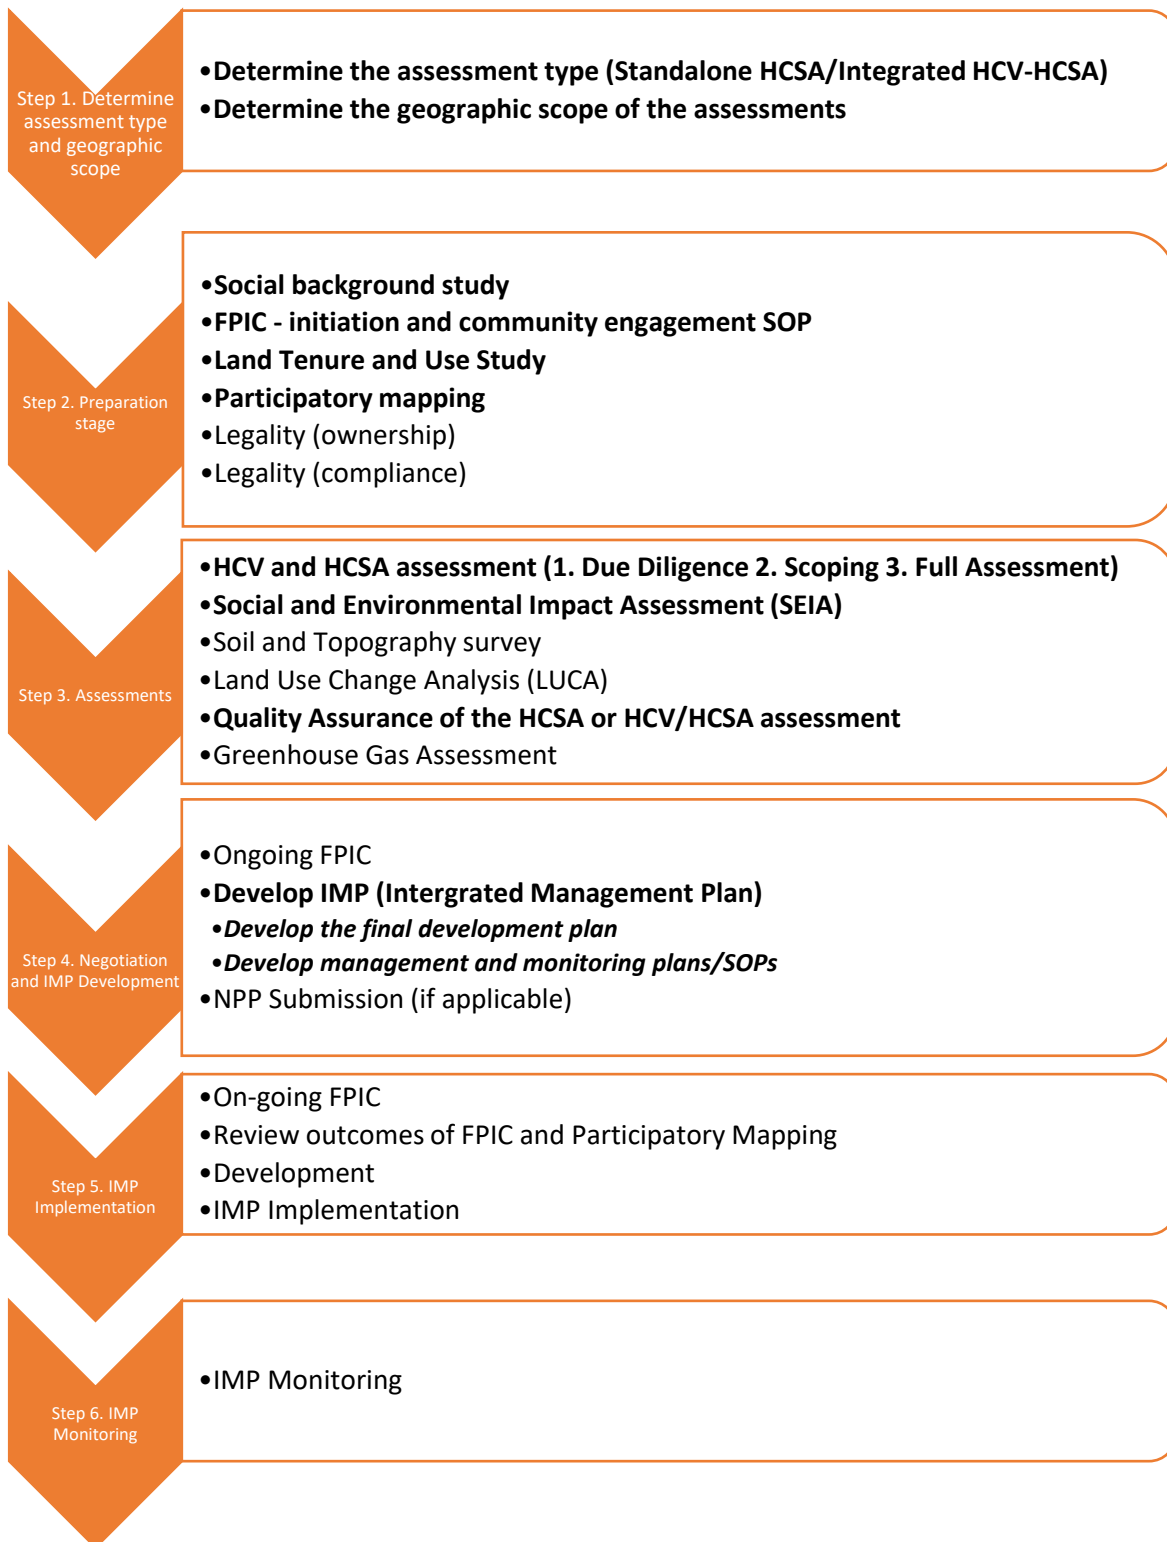 Step 1. Determine
assessment type
and geographic
scope
•Determine the assessment type (Standalone HCSA/Integrated HCV-HCSA)
•Determine the geographic scope of the assessments
Step 2. Preparation
stage
•Social background study
•FPIC - initiation and community engagement SOP
•Land Tenure and Use Study
•Participatory mapping
•Legality (ownership)
•Legality (compliance)
Step 3. Assessments
•HCV and HCSA assessment (1. Due Diligence 2. Scoping 3. Full Assessment)
•Social and Environmental Impact Assessment (SEIA)
•Soil and Topography survey
•Land Use Change Analysis (LUCA)
•Quality Assurance of the HCSA or HCV/HCSA assessment
•Greenhouse Gas Assessment
Step 4. Negotiation
and IMP Development
•Ongoing FPIC
•Develop IMP (Intergrated Management Plan)
•Develop the final development plan
•Develop management and monitoring plans/SOPs
•NPP Submission (if applicable)
Step 5. IMP
Implementation
•On-going FPIC
•Review outcomes of FPIC and Participatory Mapping
•Development
•IMP Implementation
Step 6. IMP
Monitoring
•IMP Monitoring